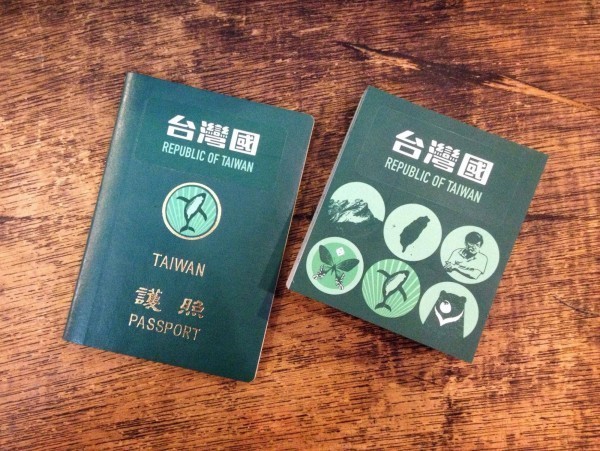 台灣國
REPUBLIC OF TAIWAN
TAIWAN
護照
PASSPORT
台灣國
REPUBLIC OF TAIWAN